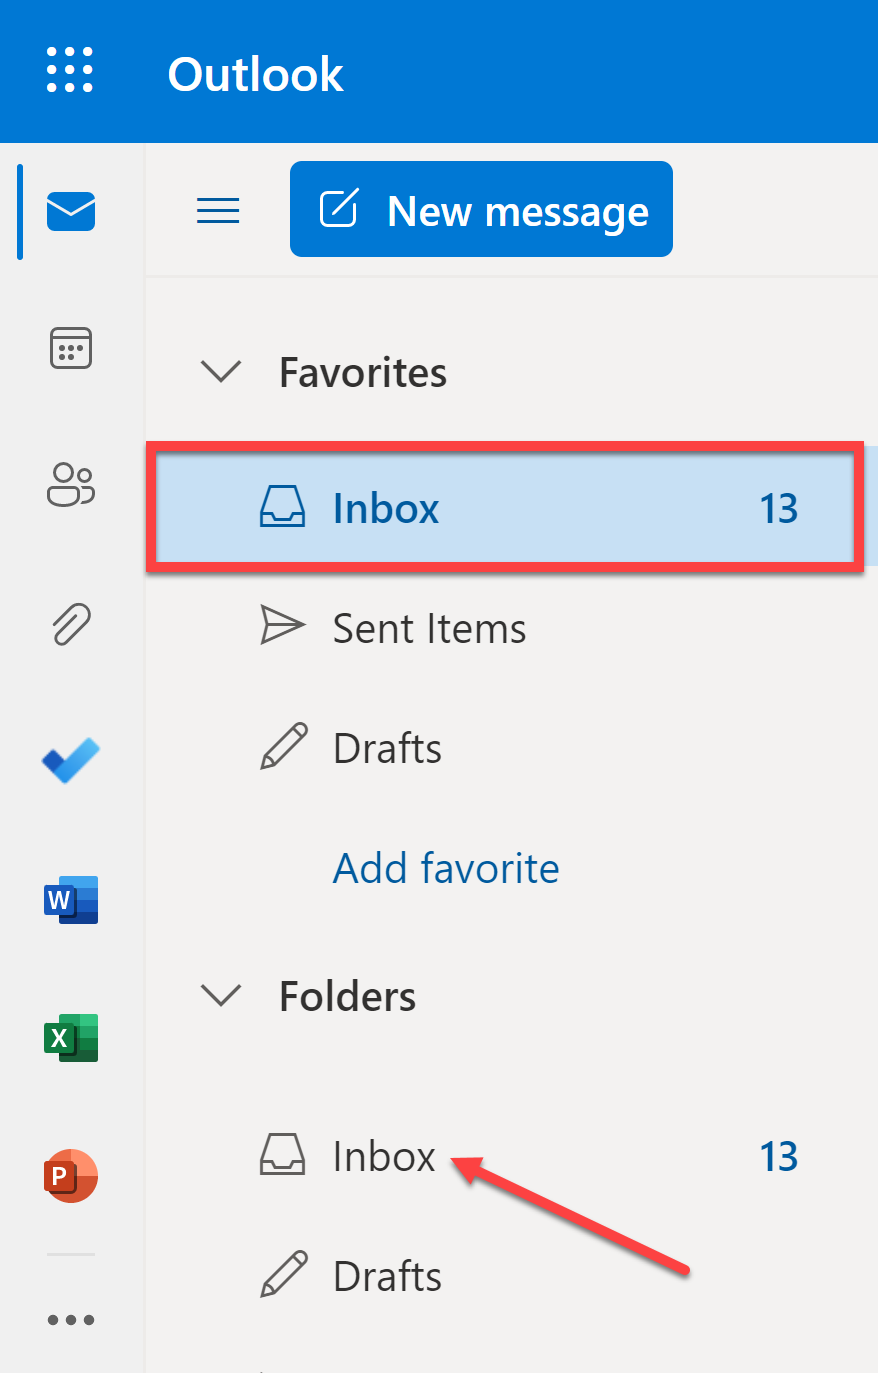 Outlook
New message
Favorites
Inbox 13
Sent Items
Drafts
Add favorite
W
Folders
X
Inbox 13
P
Drafts